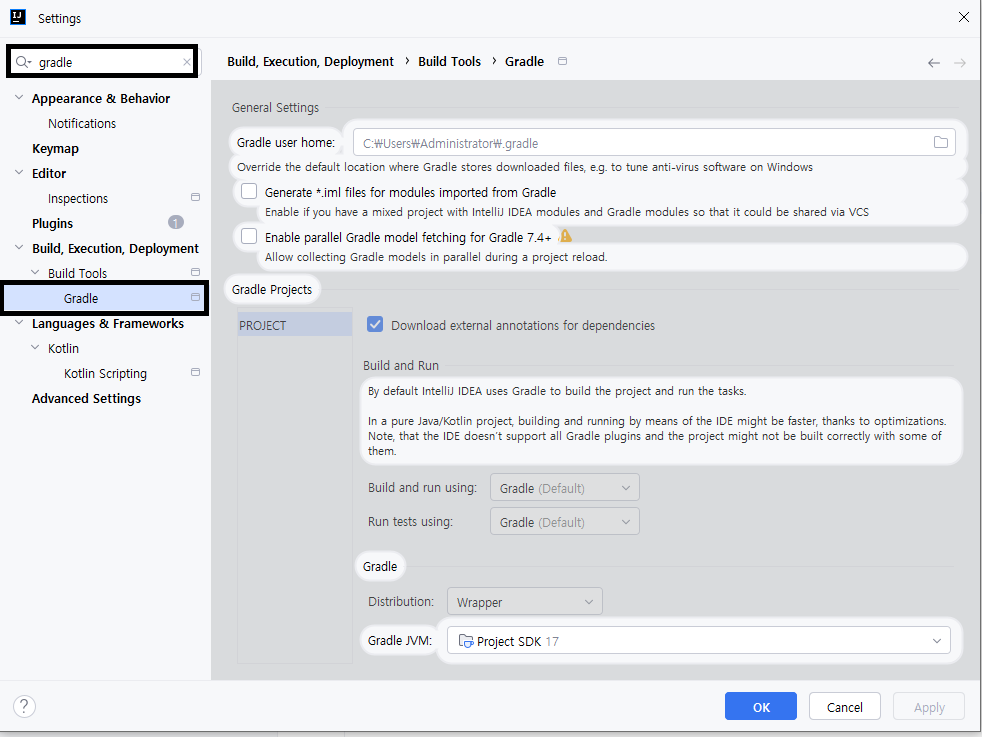 IJ
Settings
gradle
Appearance & Behavior
Notifications
Keymap
Editor
Inspections
Plugins 1
Build, Execution, Deployment
Build Tools
Gradle
Languages & Frameworks
Kotlin
Kotlin Scripting
Advanced Settings
Build, Execution, Deployment › Build Tools › Gradle
General Settings
Gradle user home: C:₩Users₩Administrator₩.gradle
Override the default location where Gradle stores downloaded files, e.g. to tune anti-virus software on Windows
Generate *.iml files for modules imported from Gradle
Enable if you have a mixed project with IntelliJ IDEA modules and Gradle modules so that it could be shared via VCS
Enable parallel Gradle model fetching for Gradle 7.4+
Allow collecting Gradle models in parallel during a project reload.
Gradle Projects
PROJECT
Download external annotations for dependencies
Build and Run
By default IntelliJ IDEA uses Gradle to build the project and run the tasks.
In a pure Java/Kotlin project, building and running by means of the IDE might be faster, thanks to optimizations.
Note, that the IDE doesn't support all Gradle plugins and the project might not be built correctly with some of
them.
Build and run using: Gradle (Default)
Run tests using: Gradle (Default)
Gradle
Distribution: Wrapper
Gradle JVM: Project SDK 17
?
OK
Cancel
Apply